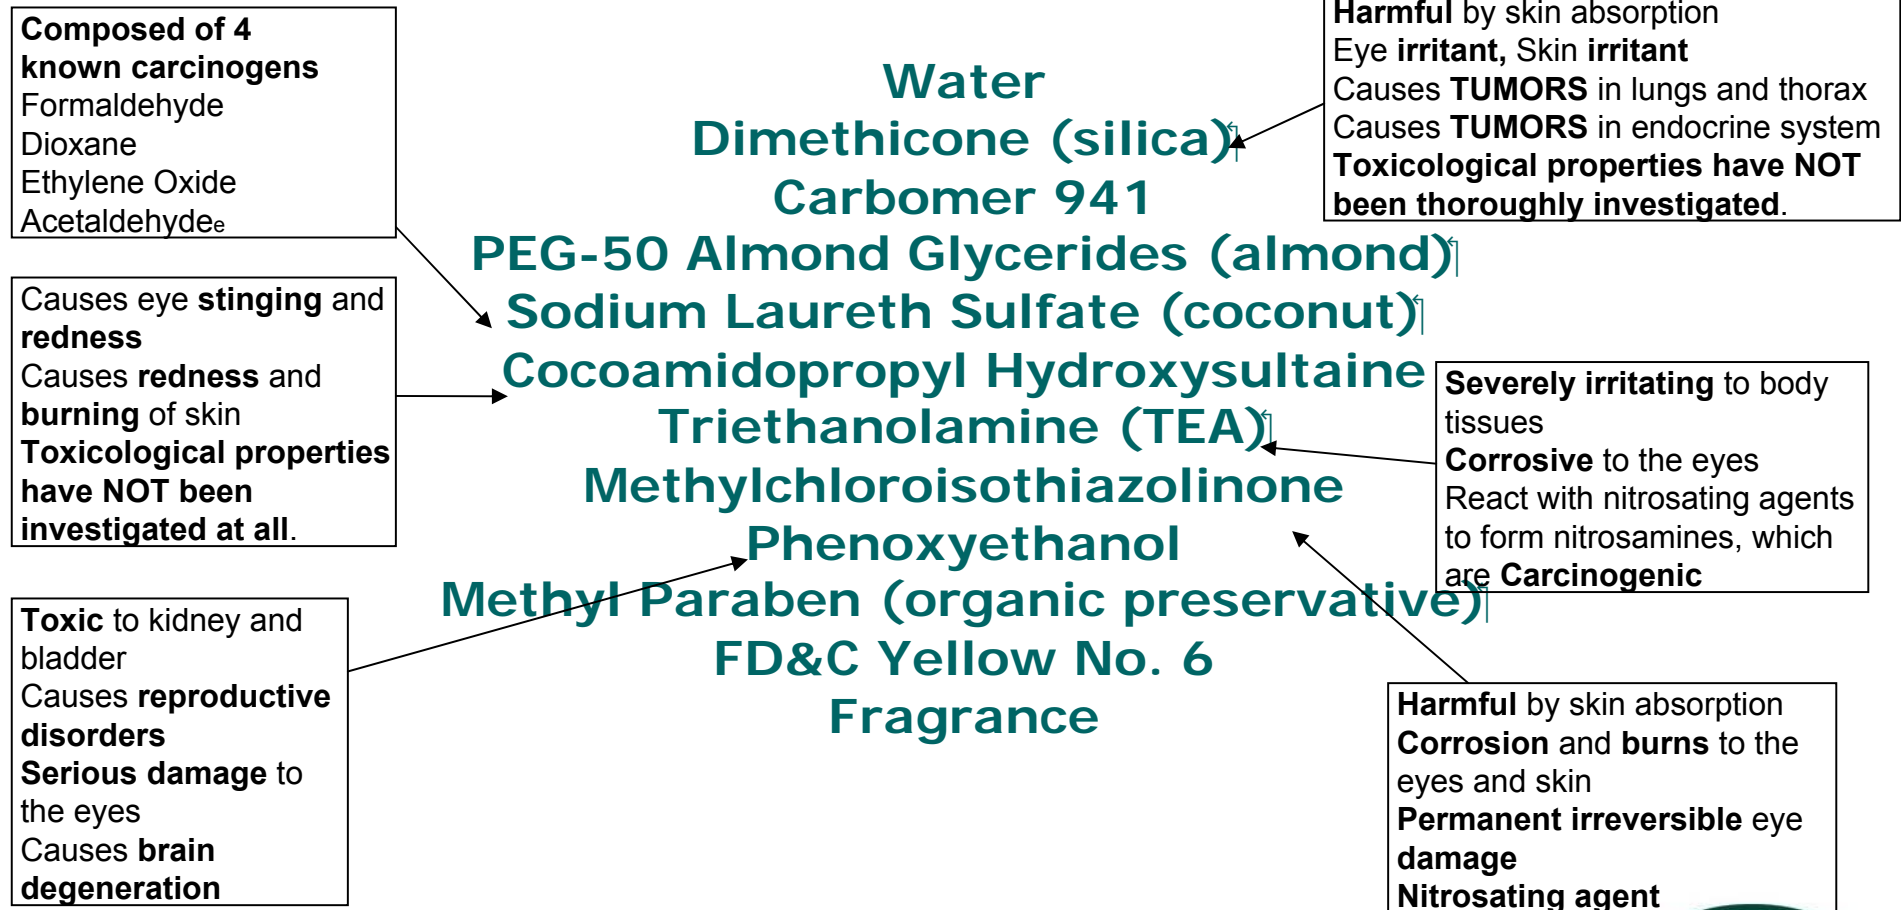 Composed of 4
known carcinogens
Formaldehyde
Dioxane
Ethylene Oxide
Acetaldehydee
Causes eye stinging and
redness
Causes redness and
burning of skin
Toxicological properties
have NOT been
investigated at all.
Toxic to kidney and
bladder
Causes reproductive
disorders
Serious damage to
the eyes
Causes brain
degeneration
Water
Dimethicone (silica)
Carbomer 941
PEG-50 Almond Glycerides (almond)
Sodium Laureth Sulfate (coconut)
Cocoamidopropyl Hydroxysultaine
Triethanolamine (TEA)
Methylchloroisothiazolinone
Phenoxyethanol
Methyl Paraben (organic preservative)
FD&C Yellow No. 6
Fragrance
Harmful by skin absorption
Eye irritant, Skin irritant
Causes TUMORS in lungs and thorax
Causes TUMORS in endocrine system
Toxicological properties have NOT
been thoroughly investigated.
Severely irritating to body
tissues
Corrosive to the eyes
React with nitrosating agents
to form nitrosamines, which
are Carcinogenic
Harmful by skin absorption
Corrosion and burns to the
eyes and skin
Permanent irreversible eye
damage
Nitrosating agent